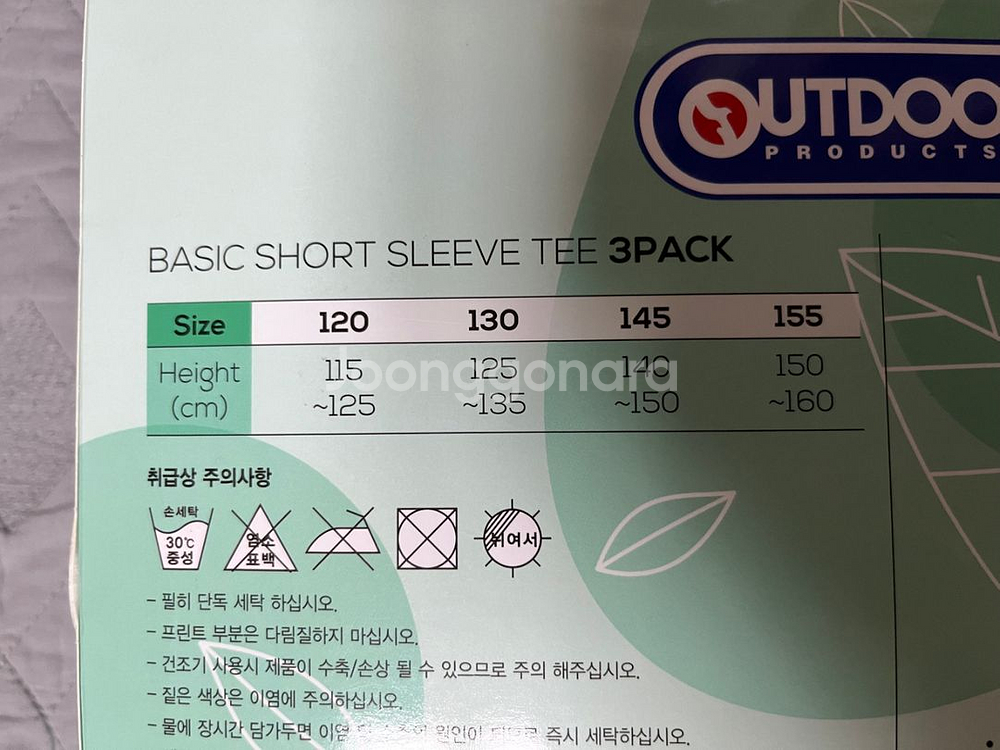 OUTDOO
PRODUCTS
BASIC SHORT SLEEVE TEE 3PACK
Size 120 130 145 155
Height (cm) 115 ~125 125 ~135 140 ~150 150 ~160
Joonggonara
취급상 주의사항
손세탁 30℃ 중성
염소 표백
뉘여서
- 필히 단독 세탁 하십시오.
- 프린트 부분은 다림질하지 마십시오.
- 건조기 사용시 제품이 수축/손상 될 수 있으므로 주의 해주십시오.
- 짙은 색상은 이염에 주의하십시오.
- 물에 장시간 담가두면 이염 원인이 즉시 세탁하십시오.